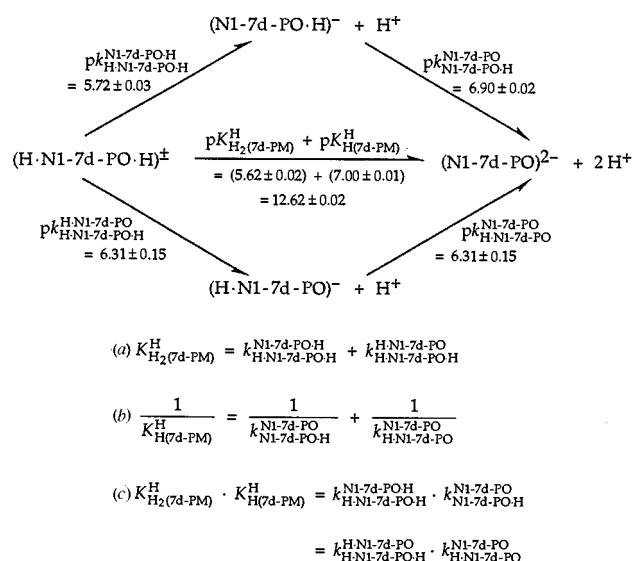 (N1-7d-PO·H)⁻ + H⁺
pk^{N1-7d-PO·H}_{H·N1-7d-PO·H}
= 5.72 ± 0.03
pk^{N1-7d-PO}_{N1-7d-PO·H}
= 6.90 ± 0.02
(H·N1-7d-PO·H)^±
pK^{H}_{H₂(7d-PM)} + pK^{H}_{H(7d-PM)}
= (5.62 ± 0.02) + (7.00 ± 0.01)
= 12.62 ± 0.02
(N1-7d-PO)²⁻ + 2 H⁺
pk^{H·N1-7d-PO}_{H·N1-7d-PO·H}
= 6.31 ± 0.15
pk^{N1-7d-PO}_{H·N1-7d-PO}
= 6.31 ± 0.15
(H·N1-7d-PO)⁻ + H⁺
(a) K^{H}_{H₂(7d-PM)} = k^{N1-7d-PO·H}_{H·N1-7d-PO·H} + k^{H·N1-7d-PO}_{H·N1-7d-PO·H}
(b) 1/K^{H}_{H(7d-PM)} = 1/k^{N1-7d-PO}_{N1-7d-PO·H} + 1/k^{N1-7d-PO}_{H·N1-7d-PO}
(c) K^{H}_{H₂(7d-PM)} · K^{H}_{H(7d-PM)} = k^{N1-7d-PO·H}_{H·N1-7d-PO·H} · k^{N1-7d-PO}_{N1-7d-PO·H}
= k^{H·N1-7d-PO}_{H·N1-7d-PO·H} · k^{N1-7d-PO}_{H·N1-7d-PO}